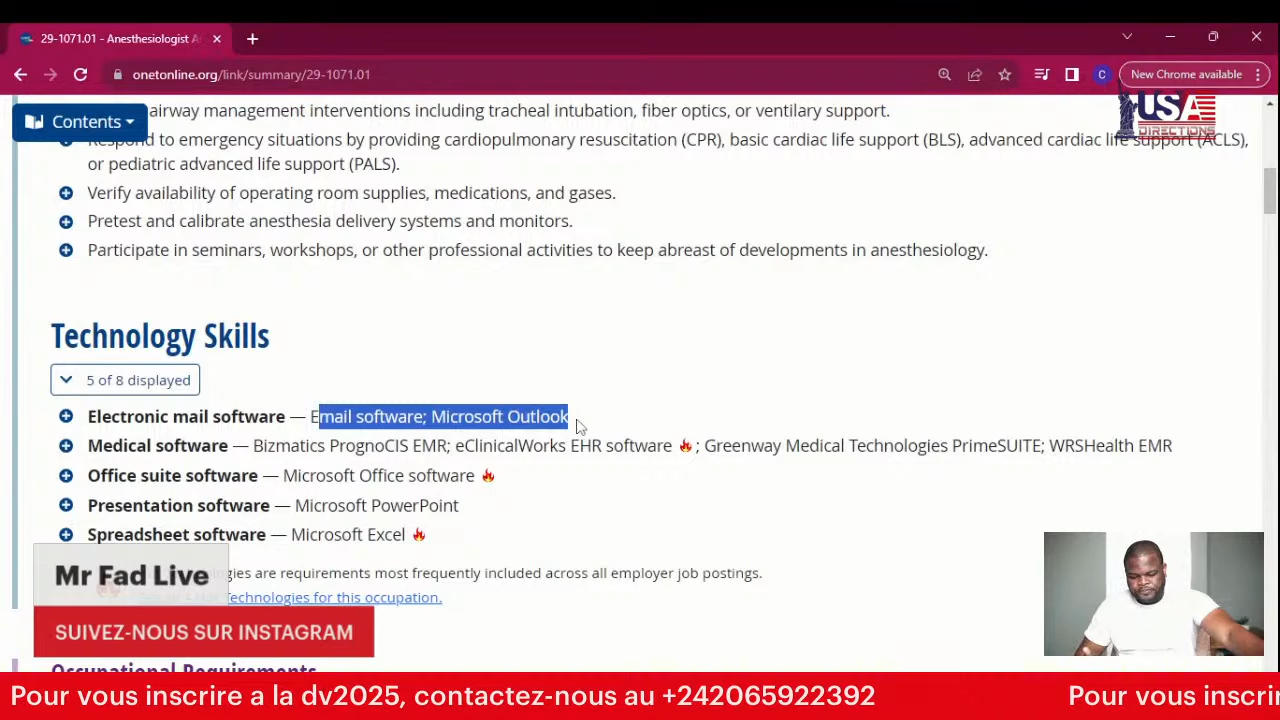 29-1071.01 - Anesthesiologist A
onetonline.org/link/summary/29-1071.01
C
New Chrome available
Contents
airway management interventions including tracheal intubation, fiber optics, or ventilary support.
USA
DIRECTIONS
Respond to emergency situations by providing cardiopulmonary resuscitation (CPR), basic cardiac life support (BLS), advanced cardiac life support (ACLS),
or pediatric advanced life support (PALS).
Verify availability of operating room supplies, medications, and gases.
Pretest and calibrate anesthesia delivery systems and monitors.
Participate in seminars, workshops, or other professional activities to keep abreast of developments in anesthesiology.
Technology Skills
5 of 8 displayed
Electronic mail software — Email software; Microsoft Outlook
Medical software — Bizmatics PrognoCIS EMR; eClinicalWorks EHR software ; Greenway Medical Technologies PrimeSUITE; WRSHealth EMR
Office suite software — Microsoft Office software
Presentation software — Microsoft PowerPoint
Spreadsheet software — Microsoft Excel
are requirements most frequently included across all employer job postings.
Technologies for this occupation.
Mr Fad Live
SUIVEZ-NOUS SUR INSTAGRAM
Occupational Requirements
Pour vous inscrire a la dv2025, contactez-nous au +242065922392
Pour vous inscri